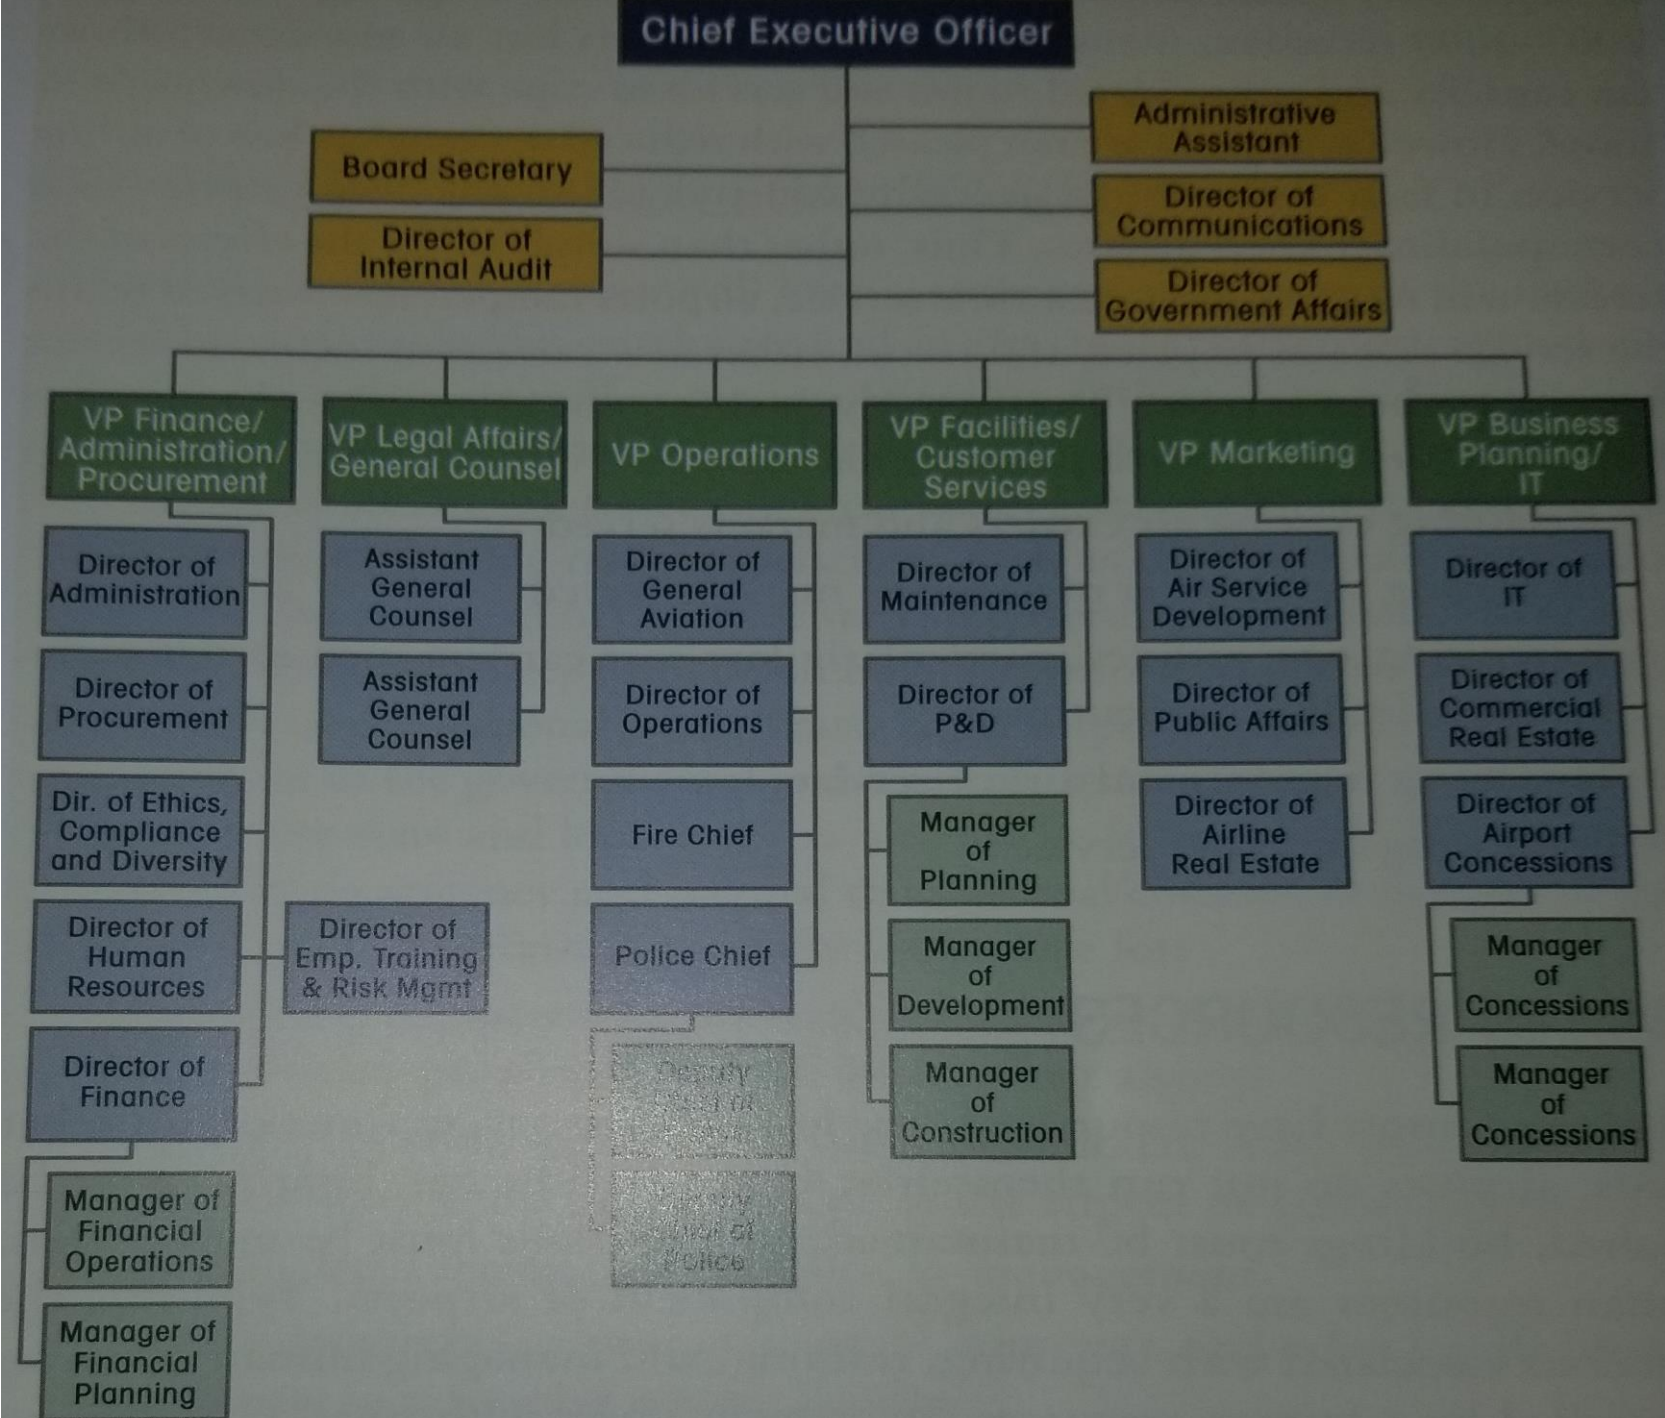 Chief Executive Officer
Administrative
Assistant
Board Secretary
Director of
Communications
Director of
Internal Audit
Director of
Government Affairs
VP Finance/
Administration/
Procurement
VP Legal Affairs/
General Counsel
VP Operations
VP Facilities/
Customer
Services
VP Marketing
VP Business
Planning/
IT
Director of
Administration
Director of
Procurement
Dir. of Ethics,
Compliance
and Diversity
Director of
Human
Resources
Director of
Emp. Training
& Risk Mgmt
Director of
Finance
Manager of
Financial
Operations
Manager of
Financial
Planning
Assistant
General
Counsel
Assistant
General
Counsel
Director of
General
Aviation
Director of
Operations
Fire Chief
Police Chief
Deputy
Chief of
Deputy
Chief of
Police
Director of
Maintenance
Director of
P&D
Manager
of
Planning
Manager
of
Development
Manager
of
Construction
Director of
Air Service
Development
Director of
Public Affairs
Director of
Airline
Real Estate
Director of
IT
Director of
Commercial
Real Estate
Director of
Airport
Concessions
Manager
of
Concessions
Manager
of
Concessions